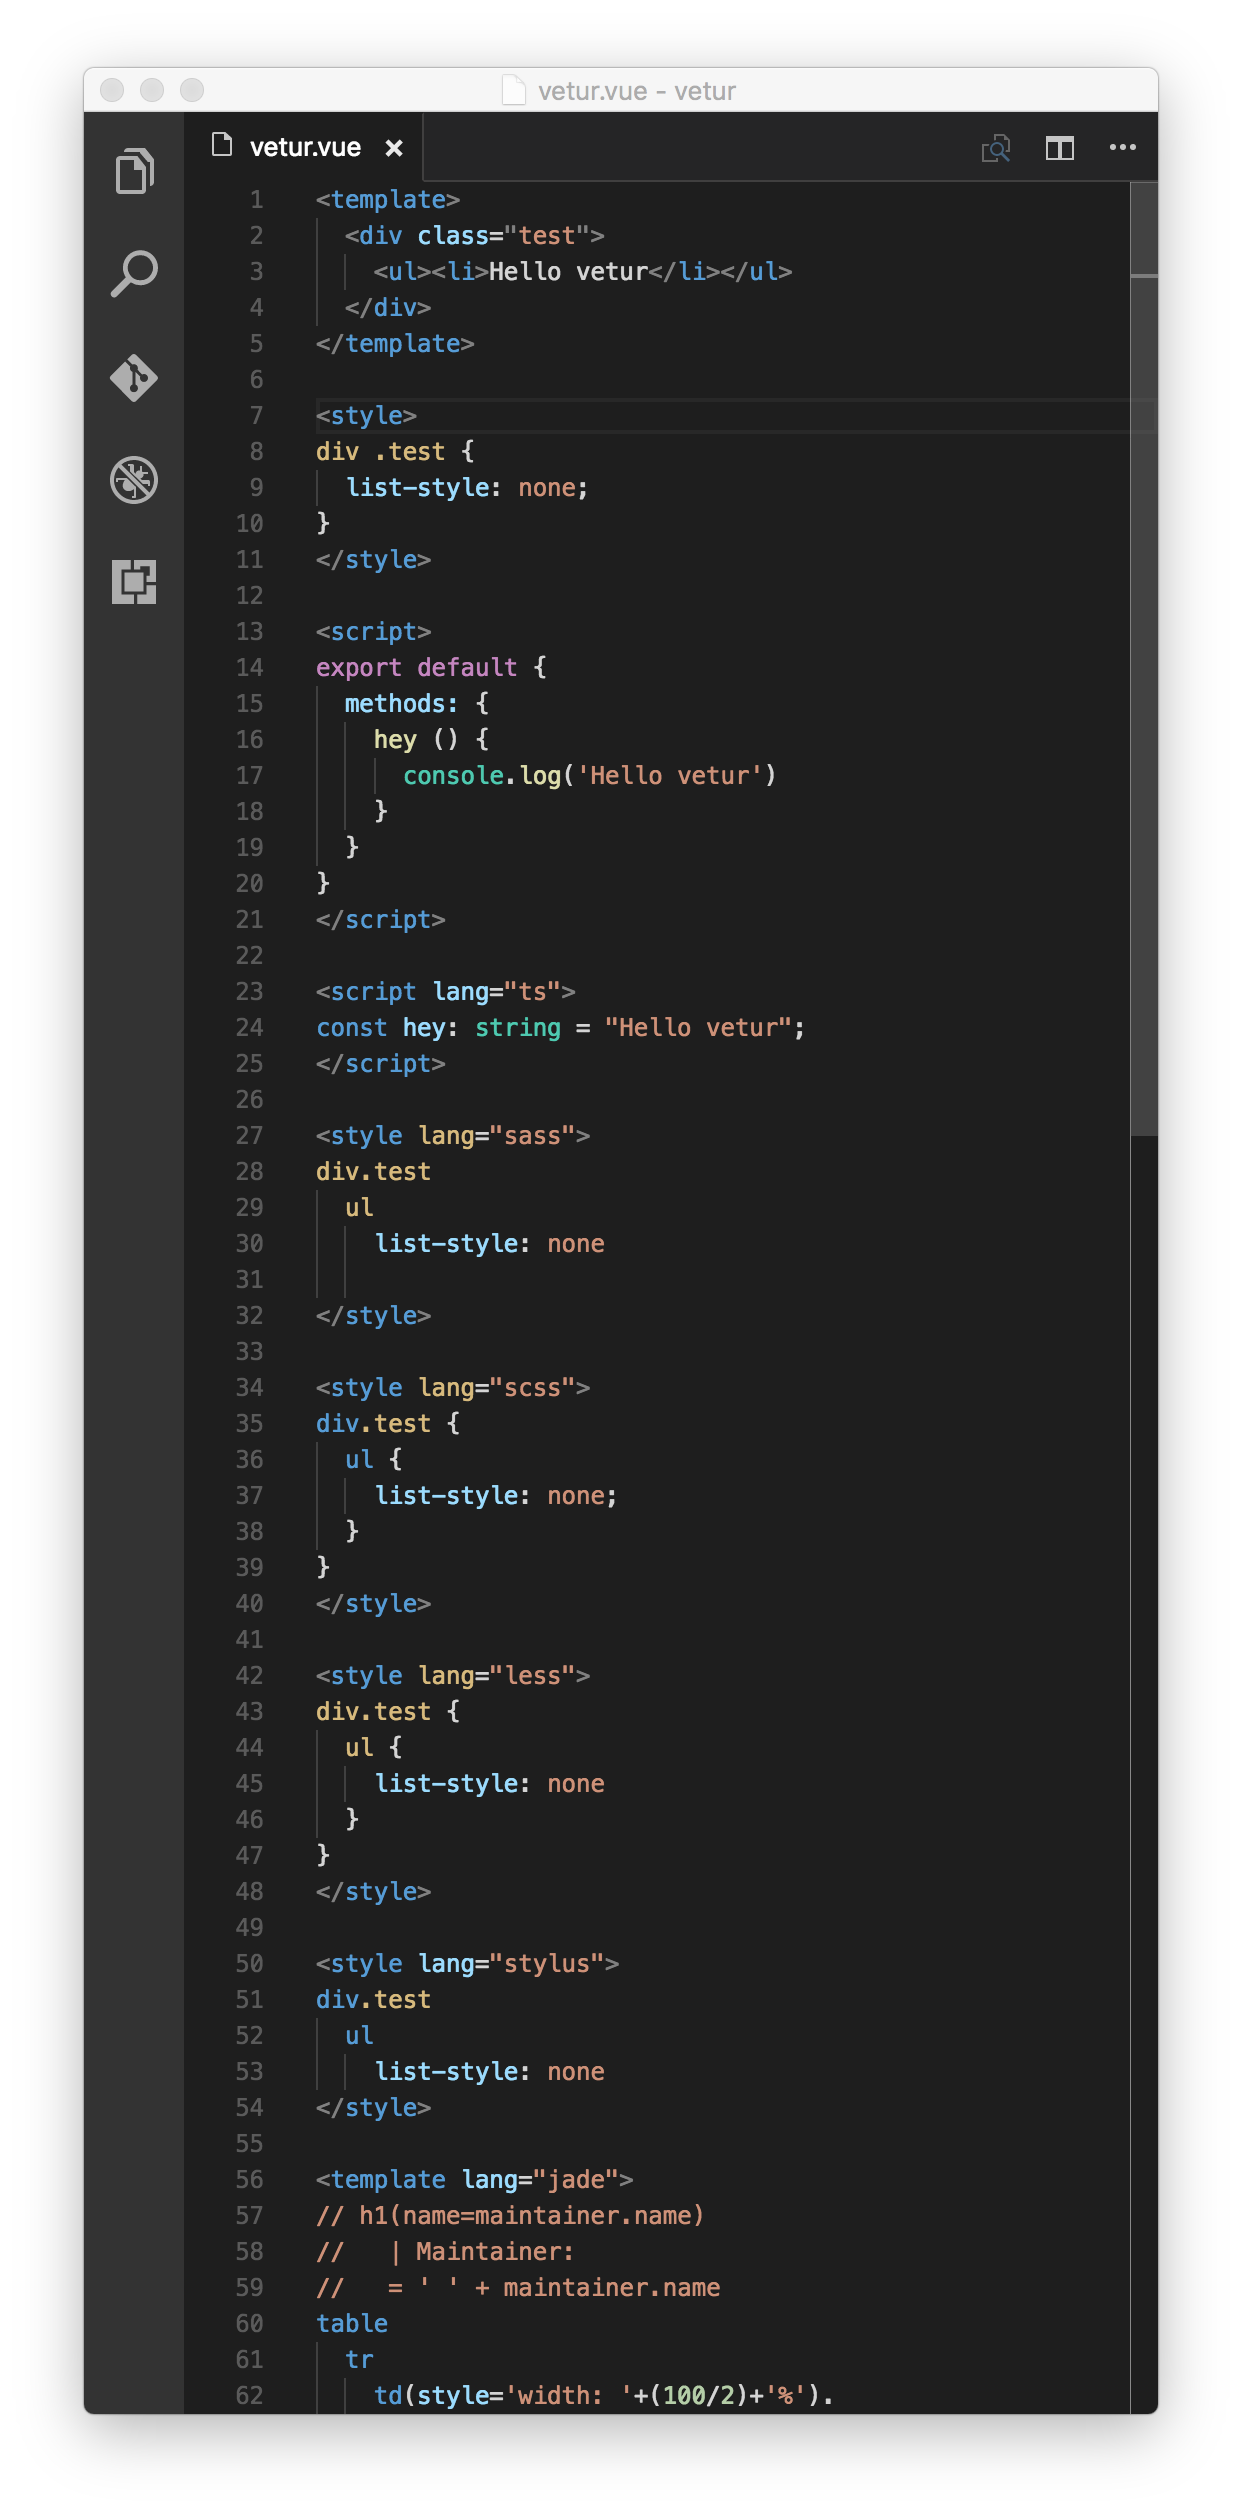 vetur.vue - vetur
vetur.vue ×
1 <template>
2   <div class="test">
3     <ul><li>Hello vetur</li></ul>
4   </div>
5 </template>
6
7 <style>
8 div .test {
9   list-style: none;
10 }
11 </style>
12
13 <script>
14 export default {
15   methods: {
16     hey () {
17       console.log('Hello vetur')
18     }
19   }
20 }
21 </script>
22
23 <script lang="ts">
24 const hey: string = "Hello vetur";
25 </script>
26
27 <style lang="sass">
28 div.test
29   ul
30     list-style: none
31
32 </style>
33
34 <style lang="scss">
35 div.test {
36   ul {
37     list-style: none;
38   }
39 }
40 </style>
41
42 <style lang="less">
43 div.test {
44   ul {
45     list-style: none
46   }
47 }
48 </style>
49
50 <style lang="stylus">
51 div.test
52   ul
53     list-style: none
54 </style>
55
56 <template lang="jade">
57 // h1(name=maintainer.name)
58 //   | Maintainer:
59 //   = ' ' + maintainer.name
60 table
61   tr
62     td(style='width: '+(100/2)+'%').